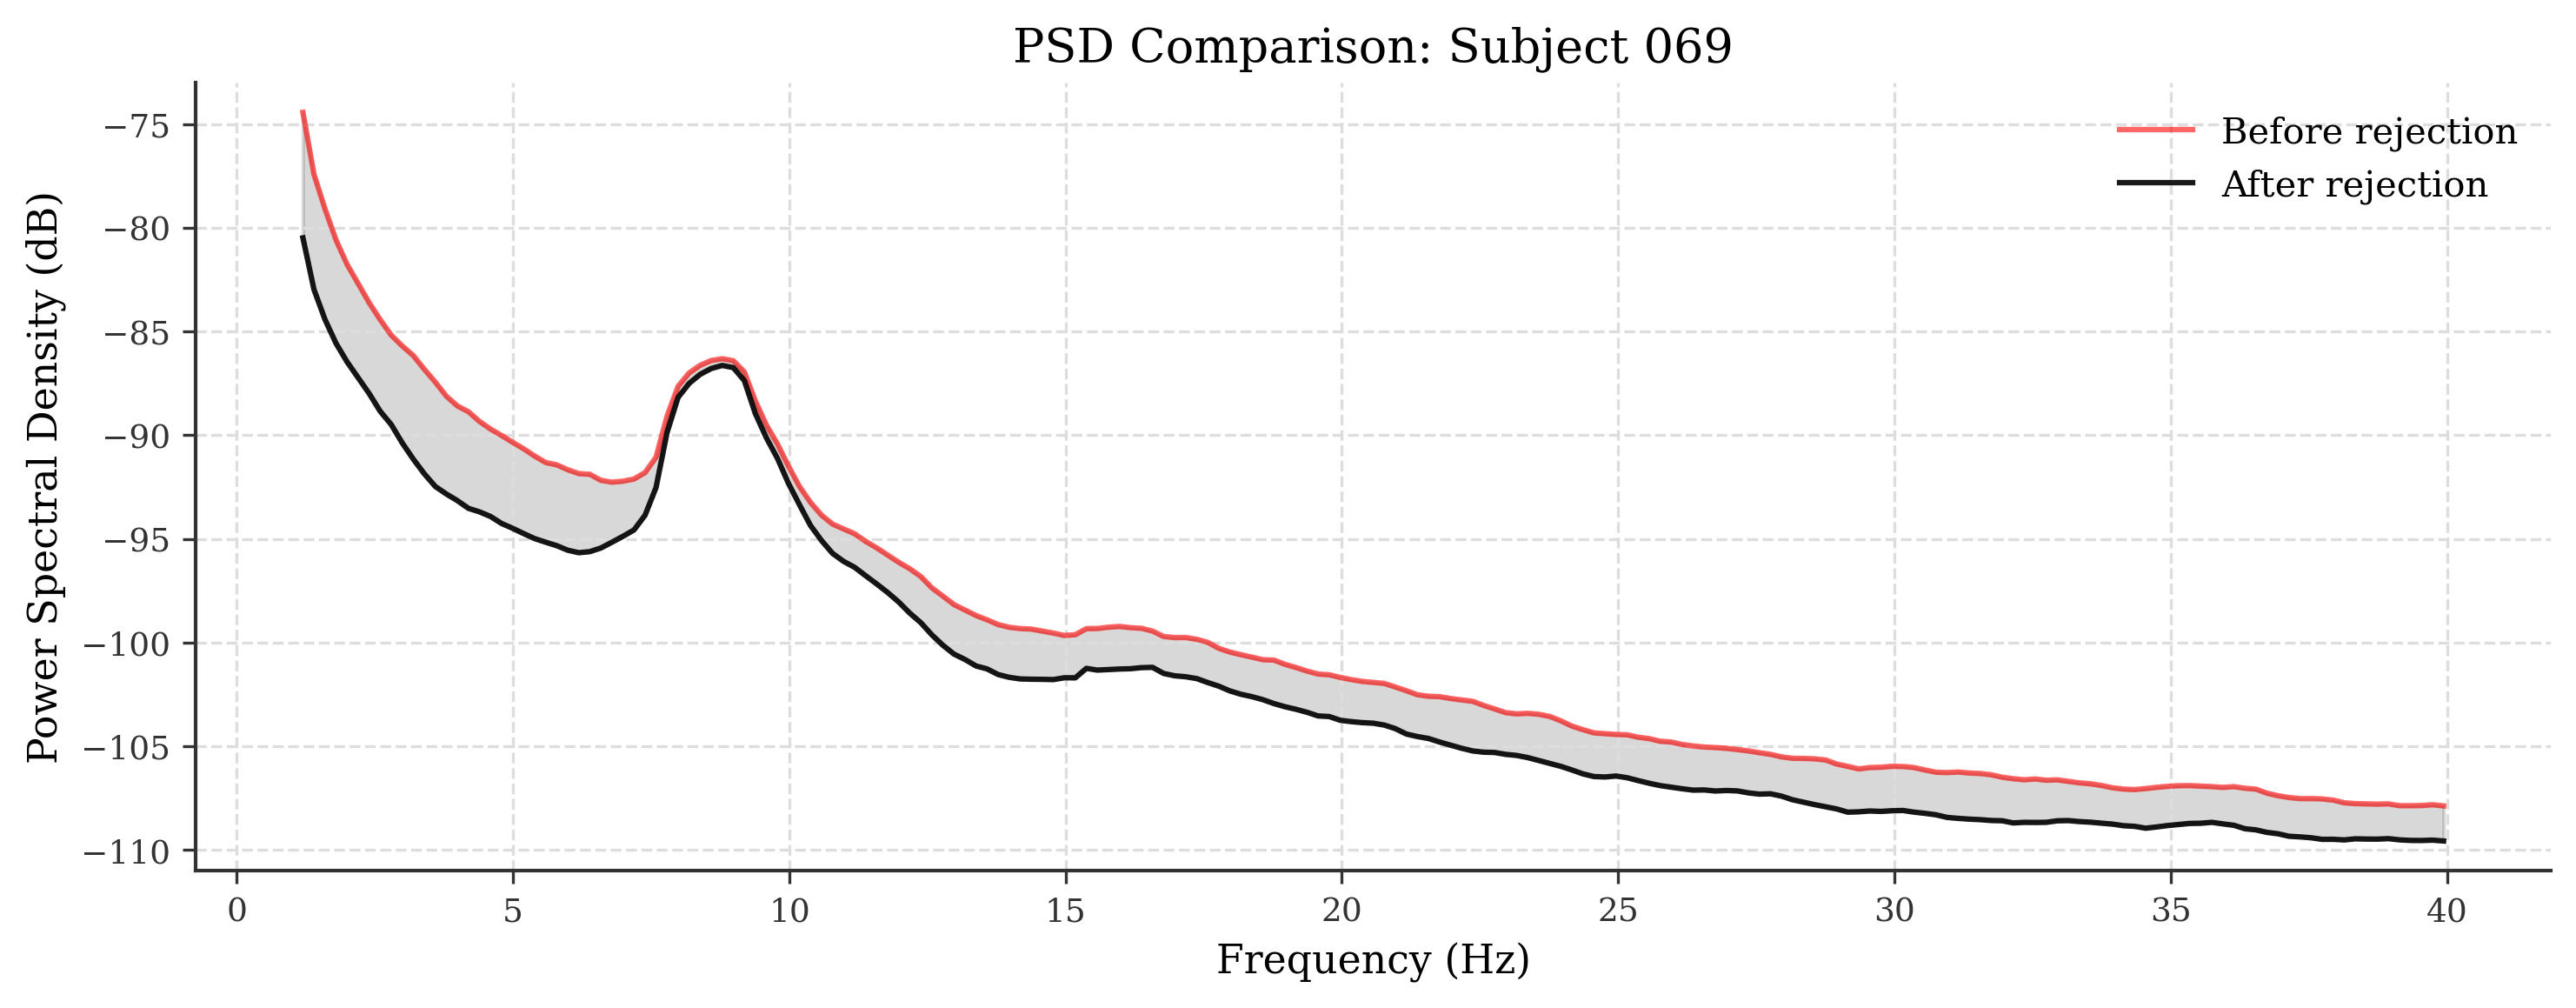 PSD Comparison: Subject 069
Power Spectral Density (dB)
−75
−80
−85
−90
−95
−100
−105
−110
Before rejection
After rejection
0 5 10 15 20 25 30 35 40
Frequency (Hz)